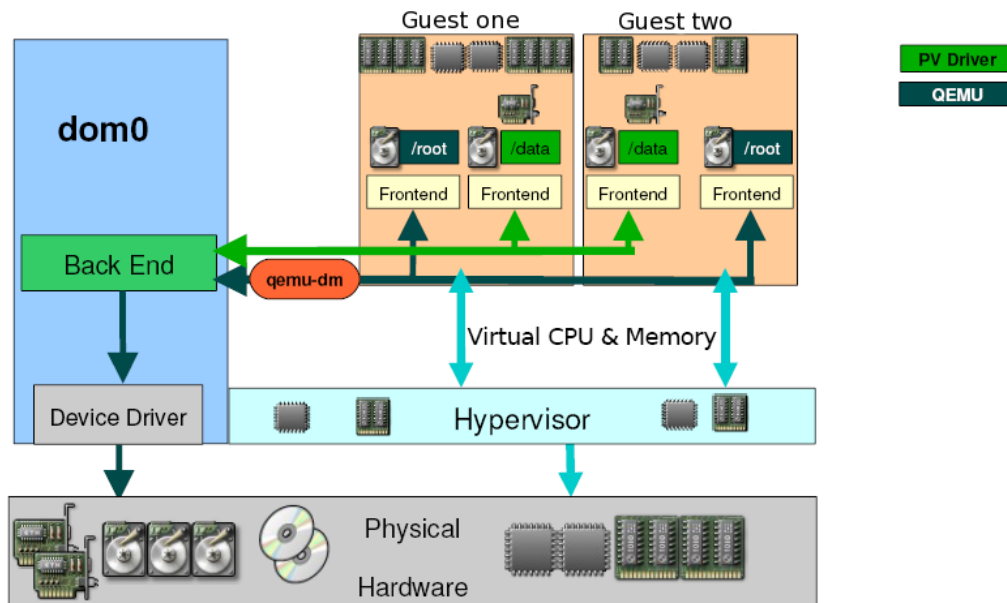 Guest one
Guest two
PV Driver
QEMU
dom0
/root
/data
/data
/root
Frontend
Frontend
Frontend
Frontend
Back End
qemu-dm
Virtual CPU & Memory
Device Driver
Hypervisor
Physical
Hardware